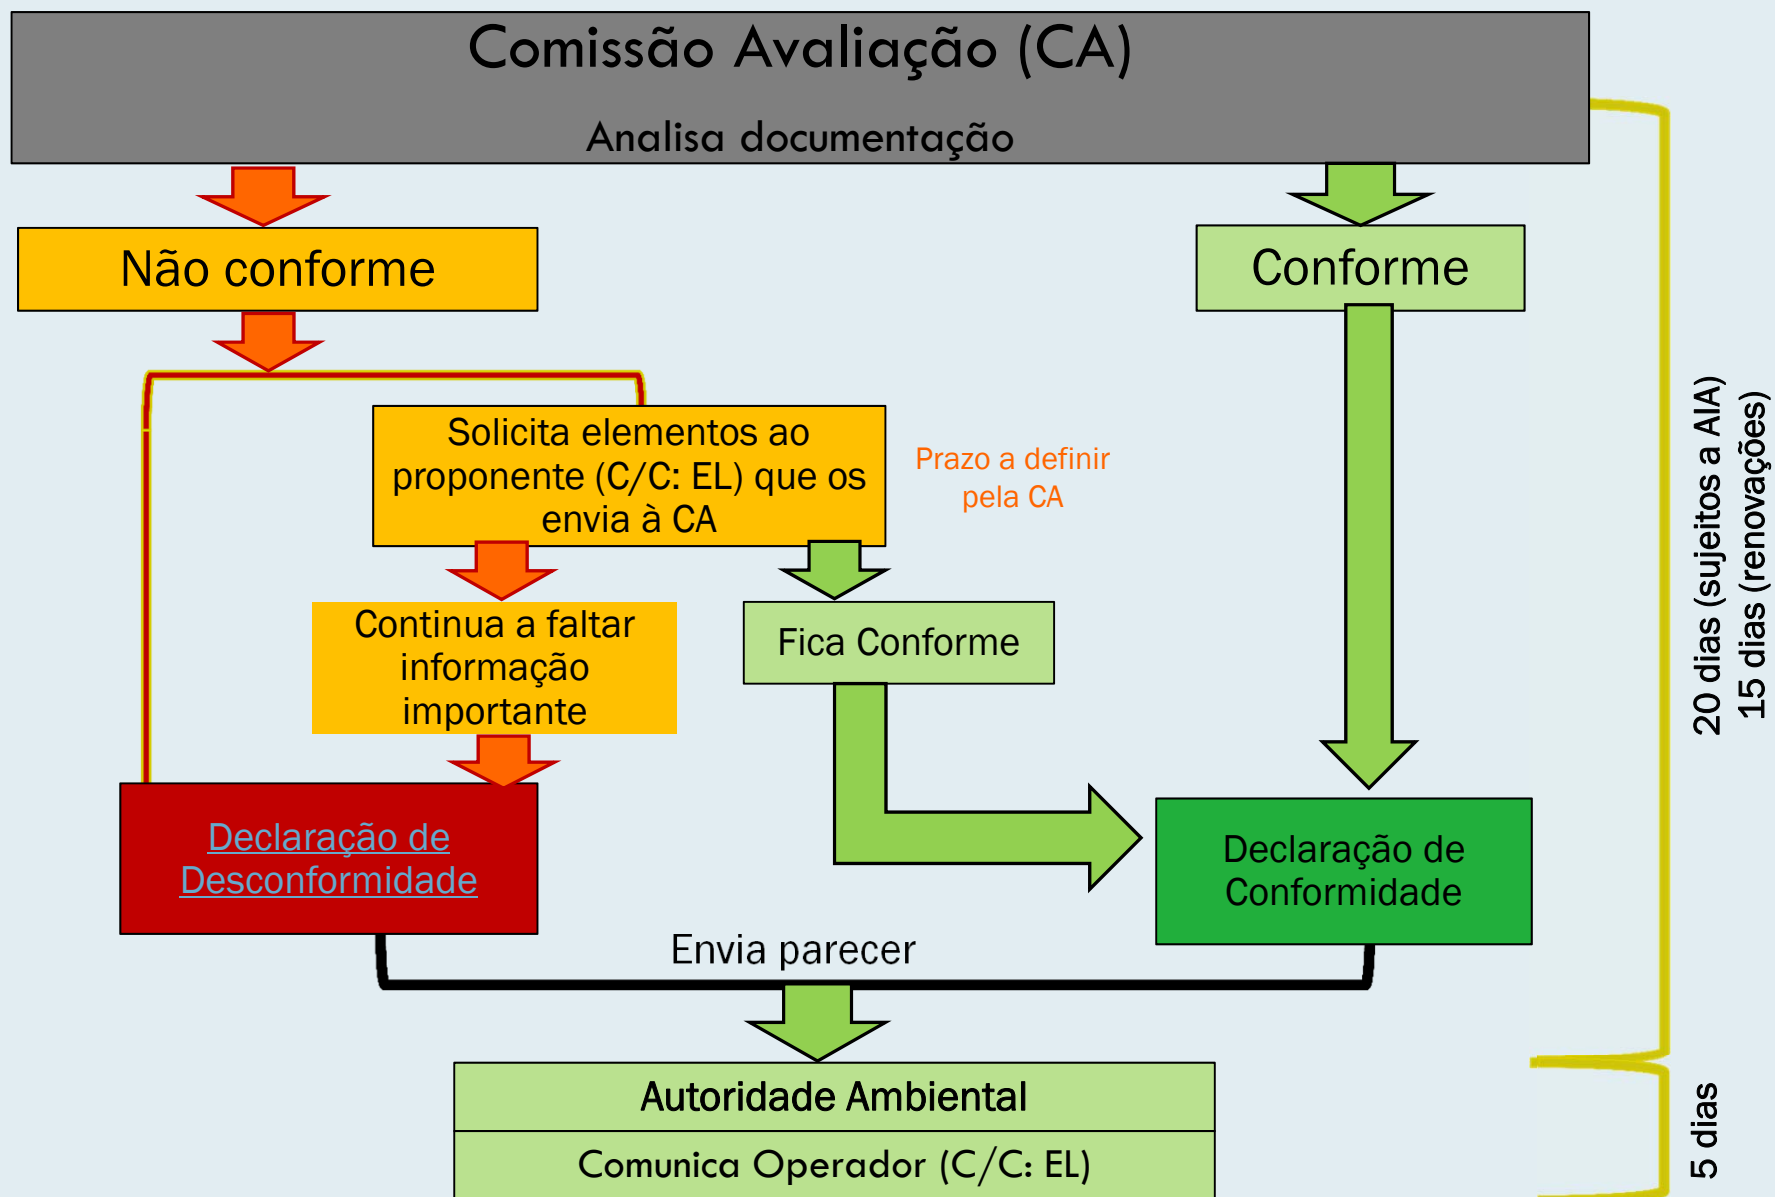 Comissão Avaliação (CA)
Analisa documentação
Não conforme
Conforme
Solicita elementos ao
proponente (C/C: EL) que os
envia à CA
Prazo a definir
pela CA
Continua a faltar
informação
importante
Fica Conforme
Declaração de
Desconformidade
Declaração de
Conformidade
Envia parecer
Autoridade Ambiental
Comunica Operador (C/C: EL)
20 dias (sujeitos a AIA)
15 dias (renovações)
5 dias